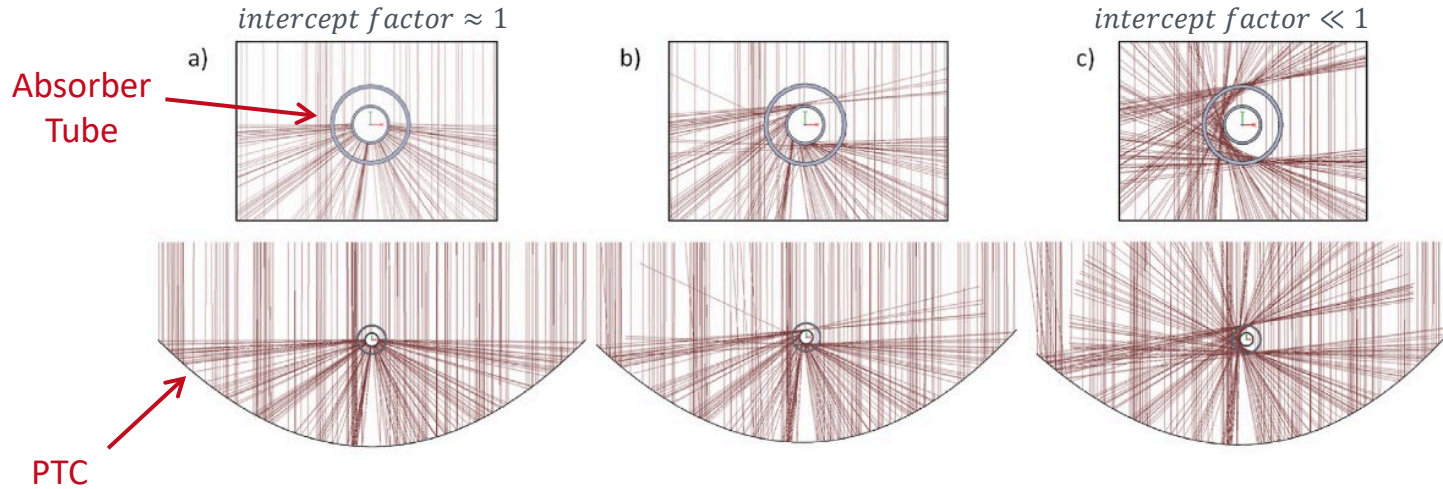 intercept factor ≈ 1
intercept factor ≪ 1
a)
b)
c)
Absorber
Tube
PTC